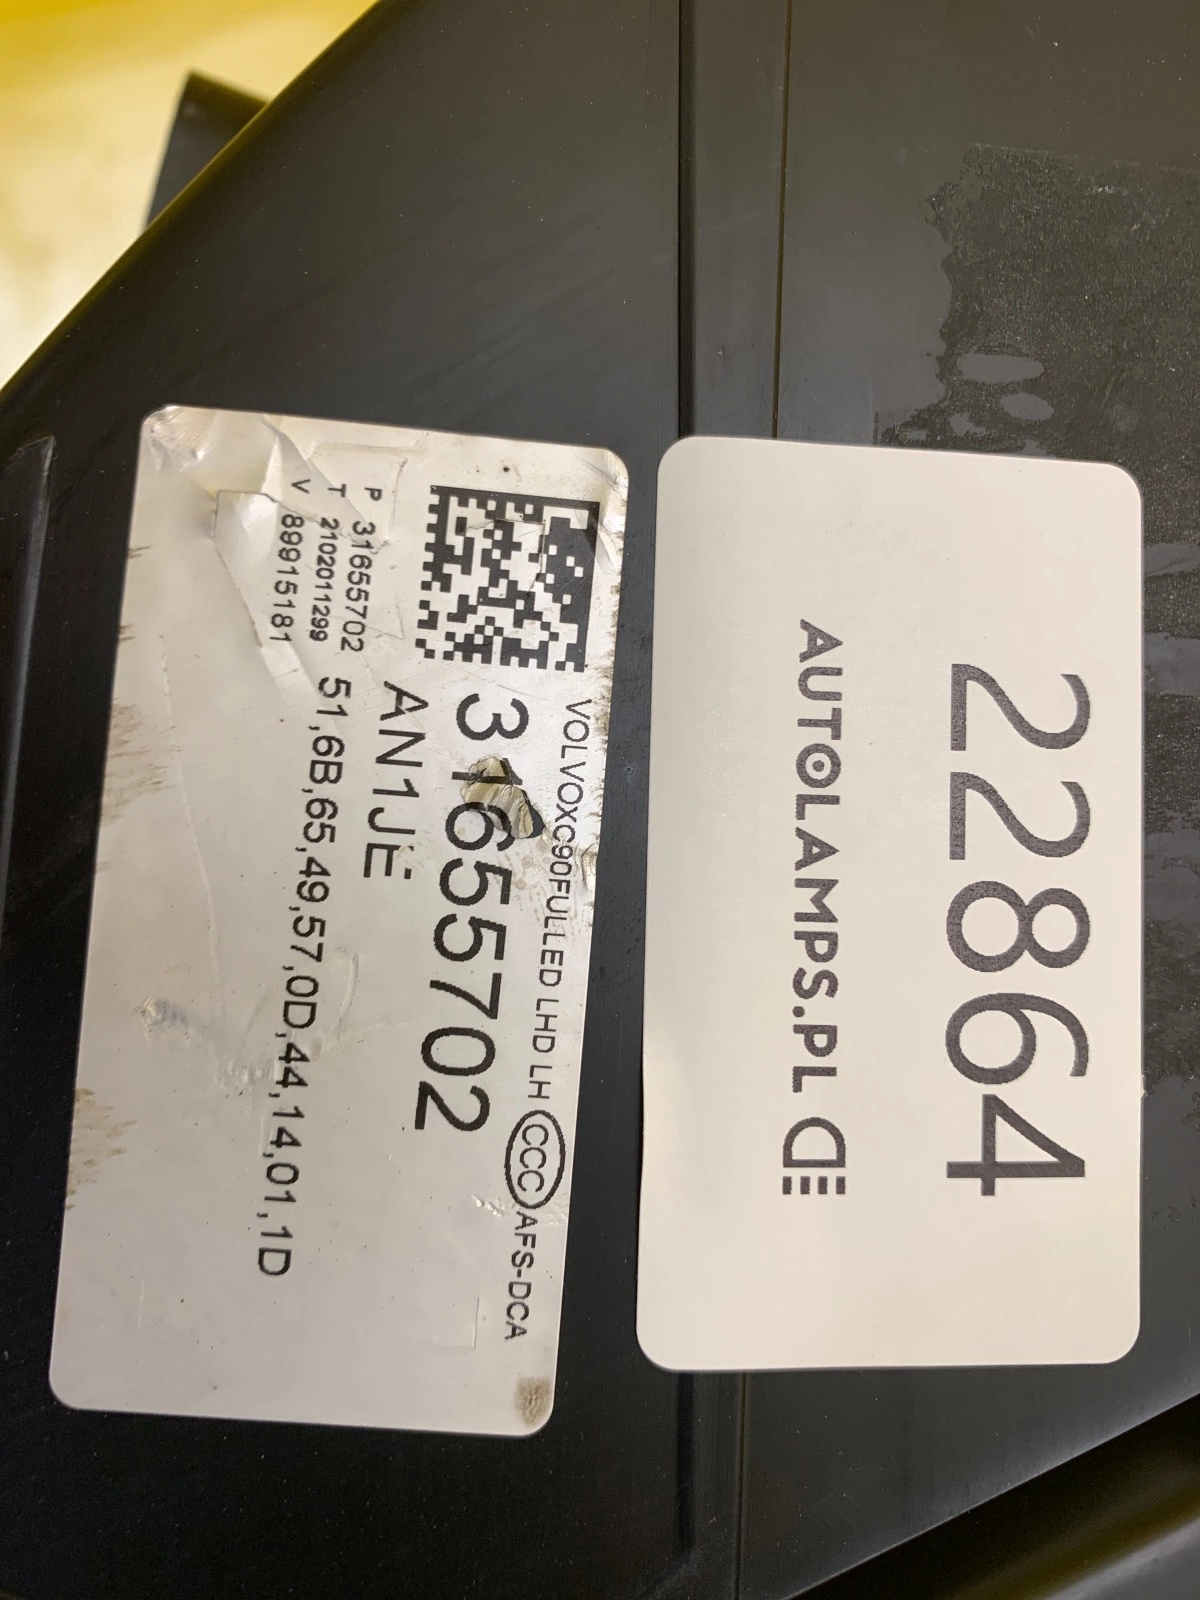 22864
AUTOLAMPS.PL
VOLVOXC90FULLED LHD LH CCC AFS-DCA
31655702
AN1JE
P 31655702
T 2102011299
V 89915181
51,6B,65,49,57,0D,44,14,01,1D